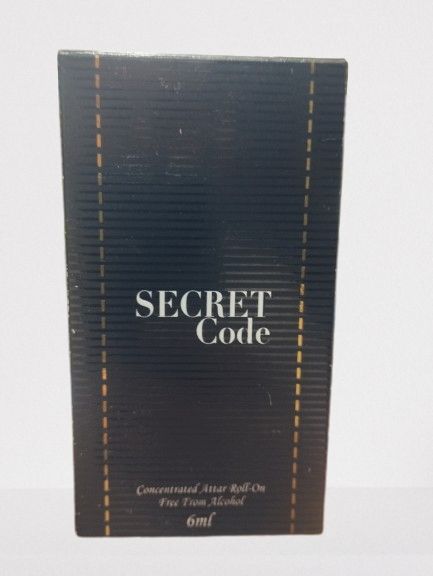 SECRET
Code
Concentrated Attar Roll-On
Free From Alcohol
6ml